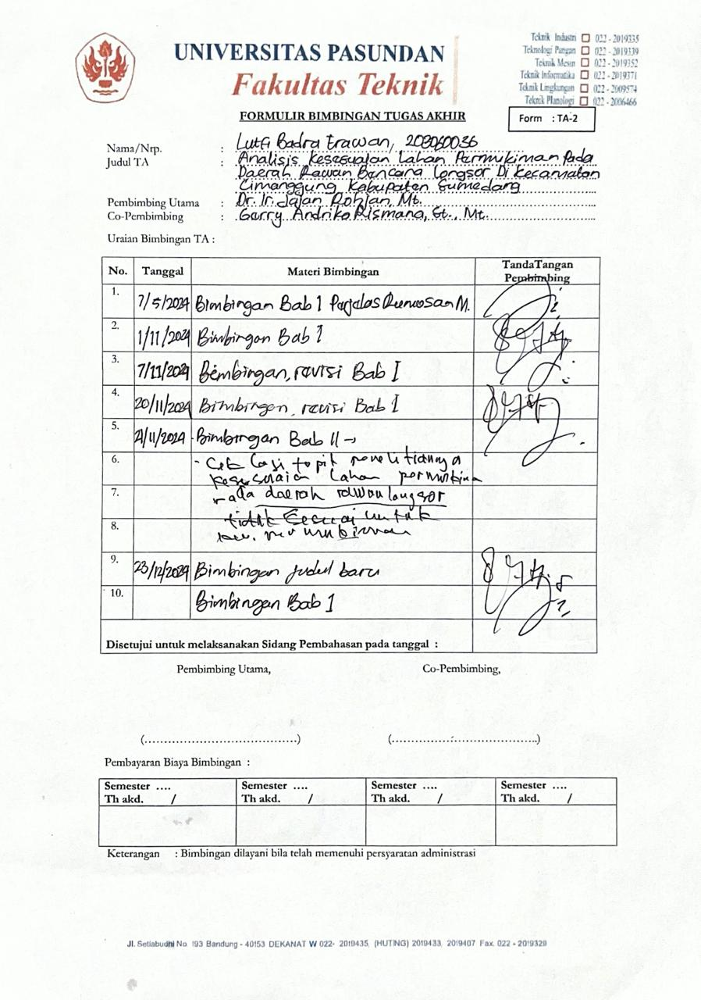 UNIVERSITAS PASUNDAN
Fakultas Teknik
Teknik Industri 022 - 2019335
Teknologi Pangan 022 - 2019339
Teknik Mesin 022 - 2019352
Teknik Informatika 022 - 2019371
Teknik Lingkungan 022 - 2009574
Teknik Planologi 022 - 2006466
FORMULIR BIMBINGAN TUGAS AKHIR
Form : TA-2
Nama/Nrp. : Lutfi Badra Erawan, 203060036
Judul TA : Analisis Kesesuaian Lahan Permukiman Pada
Daerah Rawan Bencana Longsor Di Kecamatan
Cimanggung Kabupaten Sumedang
Pembimbing Utama : Dr. Ir. Jajan Rohjan, Mt.
Co-Pembimbing : Garry Andrika Rismana, St., Mt.
Uraian Bimbingan TA :
No. Tanggal Materi Bimbingan TandaTangan Pembimbing
1. 7/5/2024 Bimbingan Bab 1 Perjelas Rumusan M.
2. 1/11/2024 Bimbingan Bab I
3. 7/11/2024 Bimbingan, revisi Bab I
4. 20/11/2024 Bimbingan, revisi Bab I
5. 21/11/2024 Bimbingan Bab II →
6. - Cek lagi topik penelitiannya
kesesuaian lahan permukiman
7. pada daerah rawan longsor
tidak sesuai untuk
8.
9. 23/12/2024 Bimbingan Judul baru
10. Bimbingan Bab 1
Disetujui untuk melaksanakan Sidang Pembahasan pada tanggal :
Pembimbing Utama, Co-Pembimbing,
(....................................) (....................................)
Pembayaran Biaya Bimbingan :
Semester .... Semester .... Semester .... Semester ....
Th akd. / Th akd. / Th akd. / Th akd. /
Keterangan : Bimbingan dilayani bila telah memenuhi persyaratan administrasi
Jl. Setiabudhi No. 193 Bandung - 40153 DEKANAT W 022- 2019435, (HUTING) 2019433, 2019407 Fax. 022 - 2019329